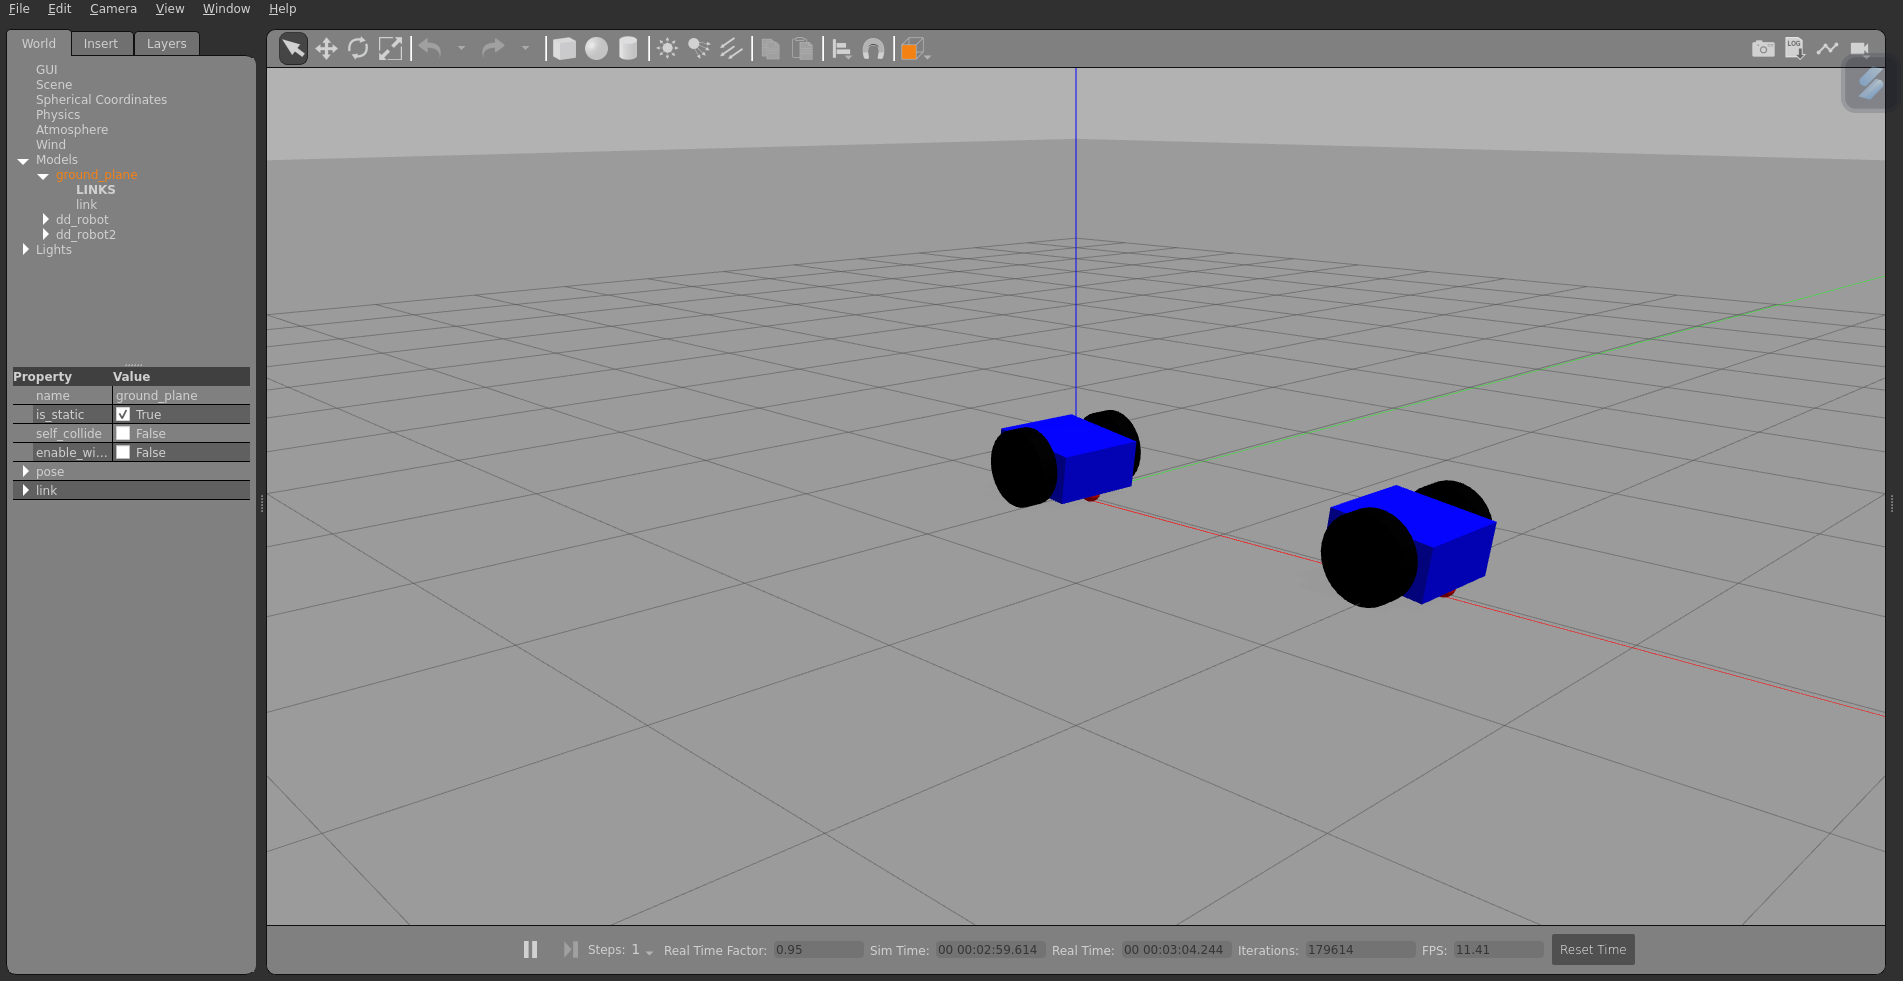 File Edit Camera View Window Help
World Insert Layers
GUI
Scene
Spherical Coordinates
Physics
Atmosphere
Wind
Models
ground_plane
LINKS
link
dd_robot
dd_robot2
Lights
Property Value
name ground_plane
is_static True
self_collide False
enable_wi... False
pose
link
LOG
Steps: 1 Real Time Factor: 0.95 Sim Time: 00 00:02:59.614 Real Time: 00 00:03:04.244 Iterations: 179614 FPS: 11.41 Reset Time